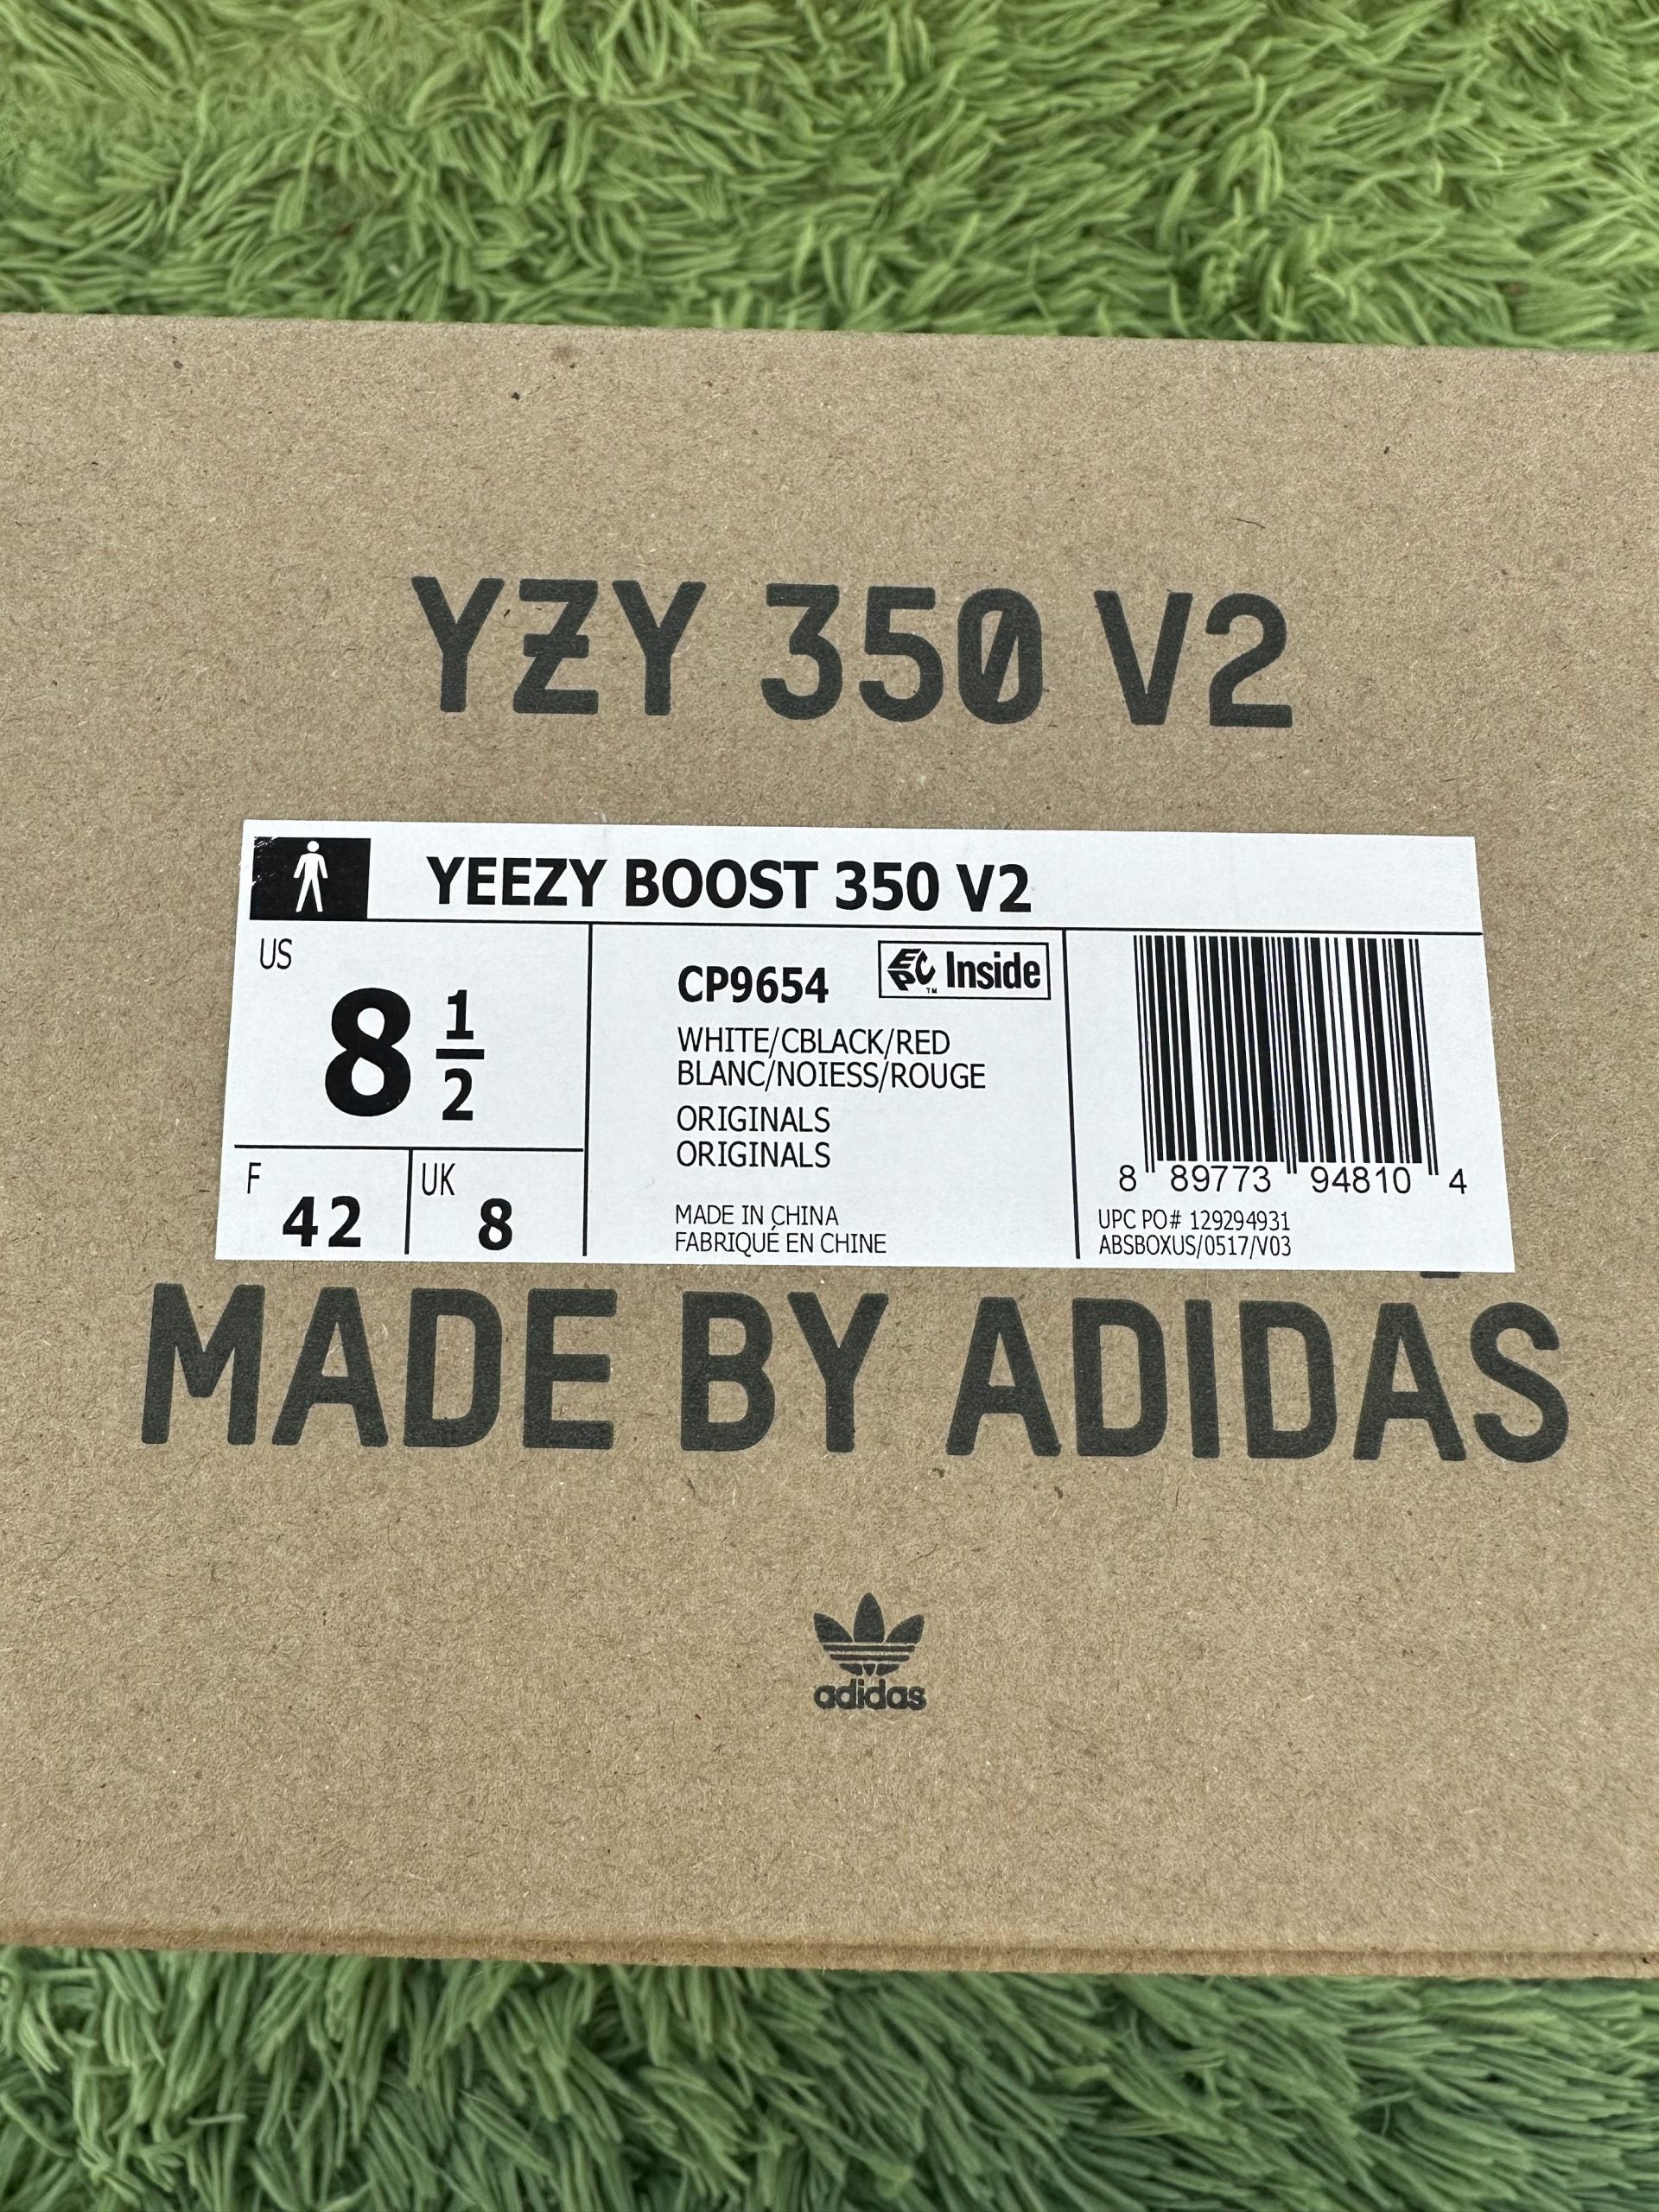 YZY 350 V2
YEEZY BOOST 350 V2
US
8 1/2
F
42
UK
8
CP9654
EPC™ Inside
WHITE/CBLACK/RED
BLANC/NOIESS/ROUGE
ORIGINALS
ORIGINALS
MADE IN CHINA
FABRIQUÉ EN CHINE
8 89773 94810 4
UPC PO# 129294931
ABSBOXUS/0517/V03
MADE BY ADIDAS
adidas